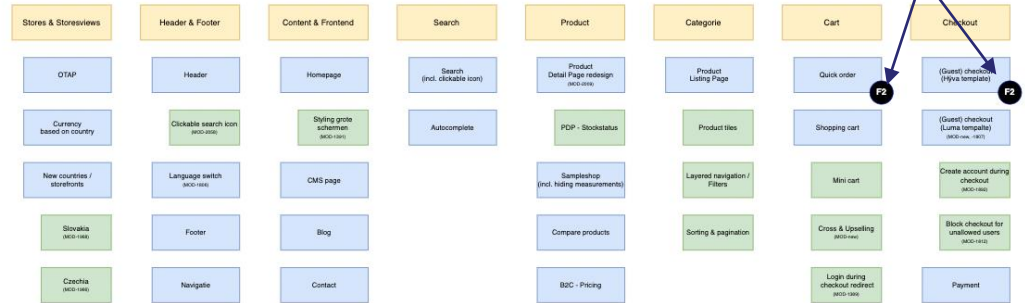 Stores & Storesviews
Header & Footer
Content & Frontend
Search
Product
Categorie
Cart
Checkout
OTAP
Header
Homepage
Search
(incl. clickable icon)
Product
Detail Page redesign
Product
Listing Page
Quick order
F2
(Guest) checkout
(Hÿva template)
F2
Currency
based on country
Clickable search icon
Styling grote
schermen
Autocomplete
PDP - Stockstatus
Product tiles
Shopping cart
(Guest) checkout
(Luma tempalte)
New countries /
storefronts
Language switch
CMS page
Sampleshop
(incl. hiding measurements)
Layered navigation /
Filters
Mini cart
Create account during
checkout
Slovakia
Footer
Blog
Compare products
Sorting & pagination
Cross & Upselling
Block checkout for
unallowed users
Czechia
Navigatie
Contact
B2C - Pricing
Login during
checkout redirect
Payment